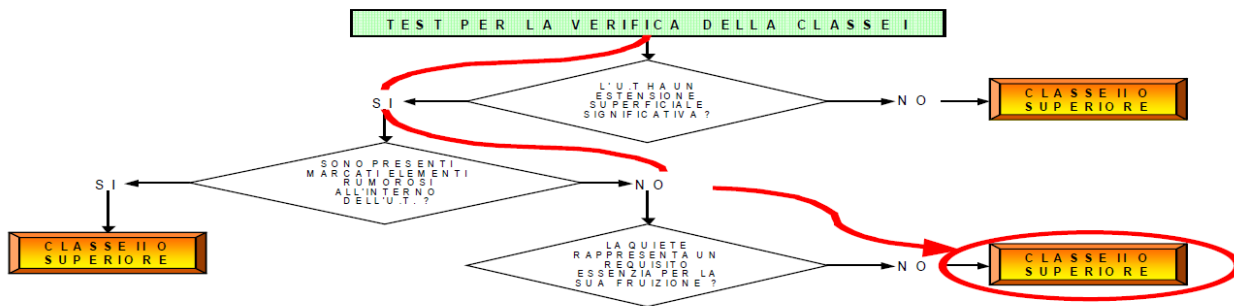 TEST PER LA VERIFICA DELLA CLASSE I
L'U.T HA UN
ESTENSIONE
SUPERFICIALE
SIGNIFICATIVA ?
SI
NO
CLASSE II O
SUPERIORE
SONO PRESENTI
MARCATI ELEMENTI
RUMOROSI
ALL'INTERNO
DELL'U.T. ?
SI
NO
CLASSE II O
SUPERIORE
LA QUIETE
RAPPRESENTA UN
REQUISITO
ESSENZIA PER LA
SUA FRUIZIONE ?
NO
CLASSE II O
SUPERIORE